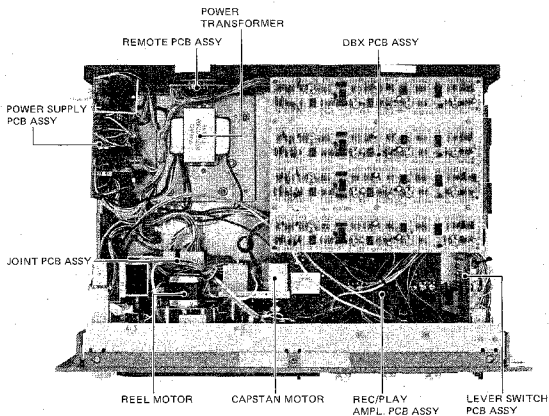 POWER
TRANSFORMER
REMOTE PCB ASSY
DBX PCB ASSY
POWER SUPPLY
PCB ASSY
JOINT PCB ASSY
REEL MOTOR
CAPSTAN MOTOR
REC/PLAY
AMPL. PCB ASSY
LEVER SWITCH
PCB ASSY